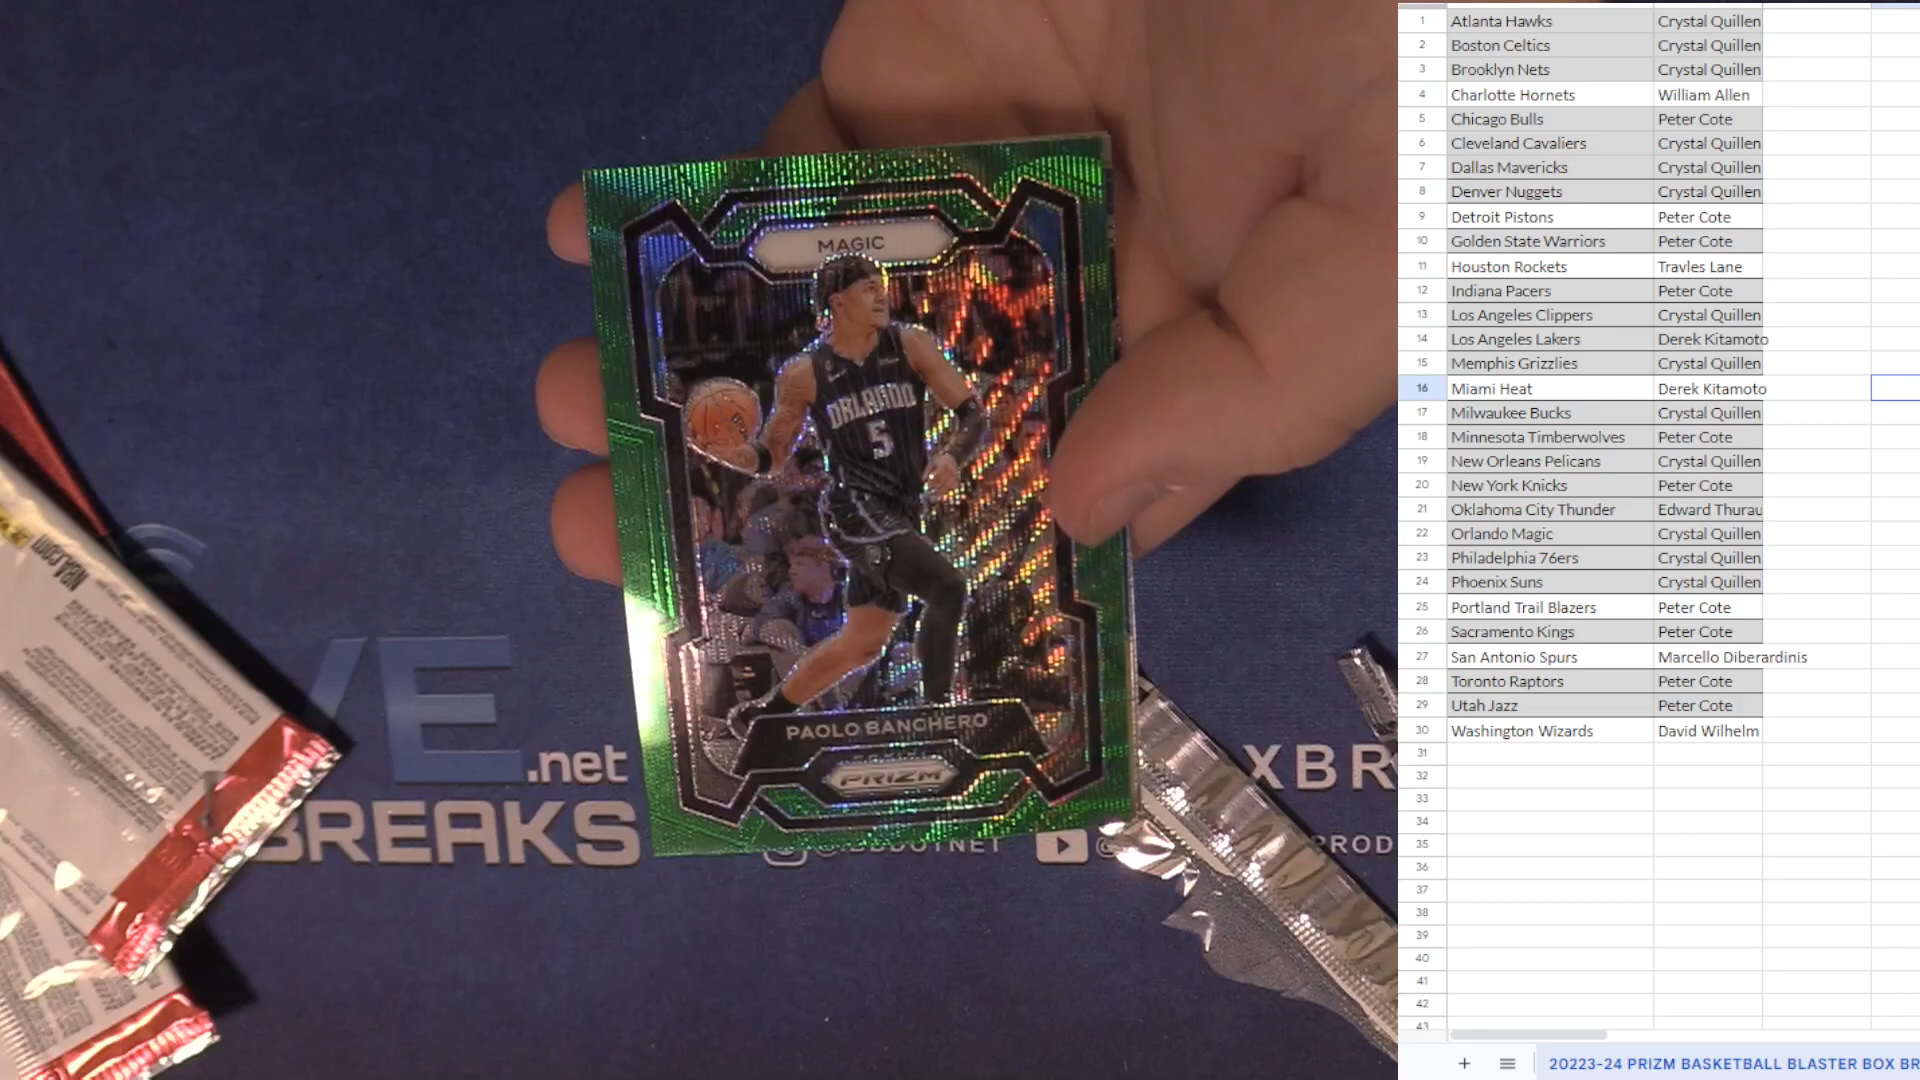 MAGIC
ORLANDO
5
PAOLO BANCHERO
PRIZM
NBA.com
VE
.net
BREAKS
XBR
PROD
1 Atlanta Hawks Crystal Quillen
2 Boston Celtics Crystal Quillen
3 Brooklyn Nets Crystal Quillen
4 Charlotte Hornets William Allen
5 Chicago Bulls Peter Cote
6 Cleveland Cavaliers Crystal Quillen
7 Dallas Mavericks Crystal Quillen
8 Denver Nuggets Crystal Quillen
9 Detroit Pistons Peter Cote
10 Golden State Warriors Peter Cote
11 Houston Rockets Travles Lane
12 Indiana Pacers Peter Cote
13 Los Angeles Clippers Crystal Quillen
14 Los Angeles Lakers Derek Kitamoto
15 Memphis Grizzlies Crystal Quillen
16 Miami Heat Derek Kitamoto
17 Milwaukee Bucks Crystal Quillen
18 Minnesota Timberwolves Peter Cote
19 New Orleans Pelicans Crystal Quillen
20 New York Knicks Peter Cote
21 Oklahoma City Thunder Edward Thurau
22 Orlando Magic Crystal Quillen
23 Philadelphia 76ers Crystal Quillen
24 Phoenix Suns Crystal Quillen
25 Portland Trail Blazers Peter Cote
26 Sacramento Kings Peter Cote
27 San Antonio Spurs Marcello Diberardinis
28 Toronto Raptors Peter Cote
29 Utah Jazz Peter Cote
30 Washington Wizards David Wilhelm
31
32
33
34
35
36
37
38
39
40
41
42
43
20223-24 PRIZM BASKETBALL BLASTER BOX BR